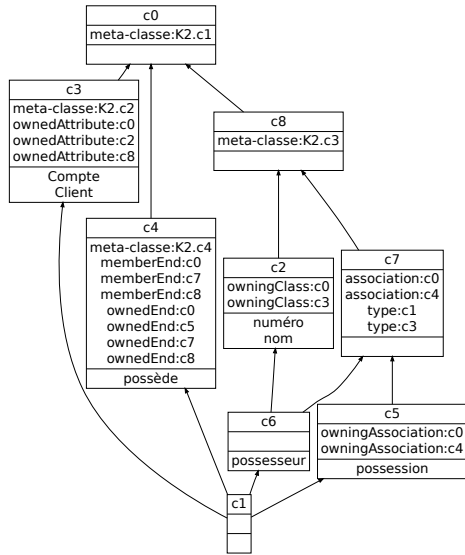 c0
meta-classe:K2.c1
c3
meta-classe:K2.c2
ownedAttribute:c0
ownedAttribute:c2
ownedAttribute:c8
Compte
Client
c8
meta-classe:K2.c3
c4
meta-classe:K2.c4
memberEnd:c0
memberEnd:c7
memberEnd:c8
ownedEnd:c0
ownedEnd:c5
ownedEnd:c7
ownedEnd:c8
possède
c2
owningClass:c0
owningClass:c3
numéro
nom
c7
association:c0
association:c4
type:c1
type:c3
c6
possesseur
c5
owningAssociation:c0
owningAssociation:c4
possession
c1